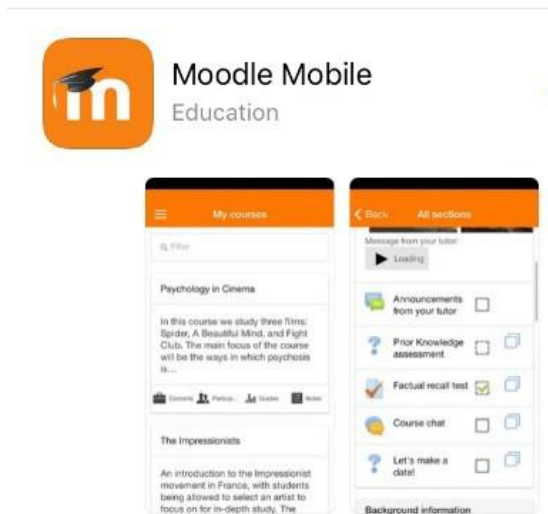 m
Moodle Mobile
Education
My courses
Filter
Psychology in Cinema
In this course we study three films:
Spider, A Beautiful Mind, and Fight
Club. The main focus of the course
will be the ways in which psychosis
is...
Contents Particip... Grades Notes
The Impressionists
An introduction to the Impressionist
movement in France, with students
being allowed to select an artist to
focus on for in-depth study. The
Back All sections
Message from your tutor:
Loading
Announcements
from your tutor
? Prior Knowledge
assessment
Factual recall test
Course chat
? Let's make a
date!
Background information